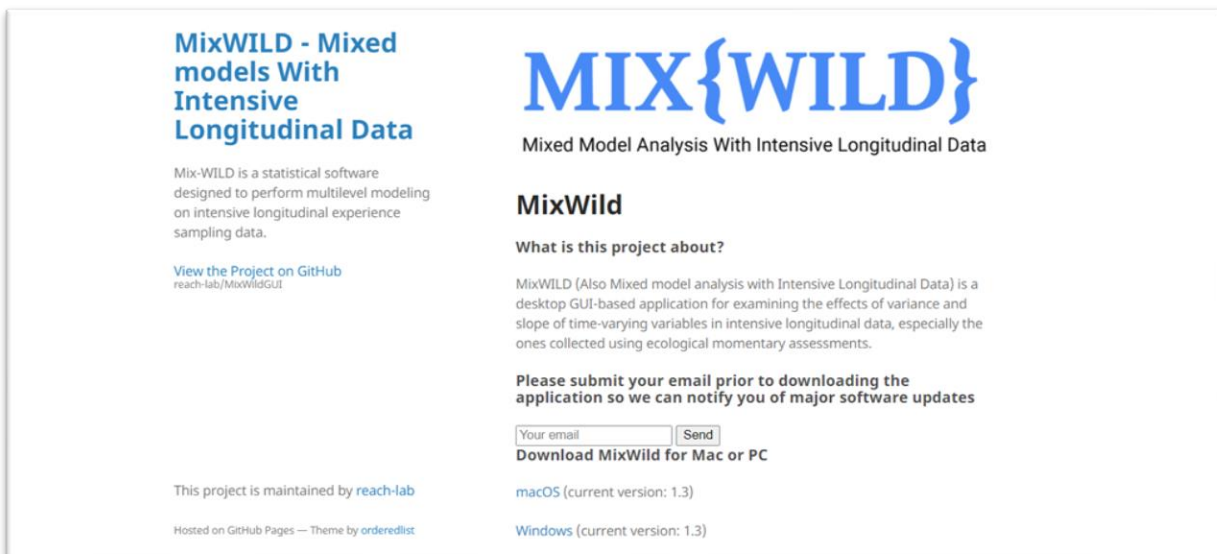 MixWILD - Mixed
models With
Intensive
Longitudinal Data
Mix-WILD is a statistical software
designed to perform multilevel modeling
on intensive longitudinal experience
sampling data.
View the Project on GitHub
reach-lab/MixWildGUI
This project is maintained by reach-lab
Hosted on GitHub Pages — Theme by orderedlist
MIX{WILD}
Mixed Model Analysis With Intensive Longitudinal Data
MixWild
What is this project about?
MixWILD (Also Mixed model analysis with Intensive Longitudinal Data) is a
desktop GUI-based application for examining the effects of variance and
slope of time-varying variables in intensive longitudinal data, especially the
ones collected using ecological momentary assessments.
Please submit your email prior to downloading the
application so we can notify you of major software updates
Your email Send
Download MixWild for Mac or PC
macOS (current version: 1.3)
Windows (current version: 1.3)